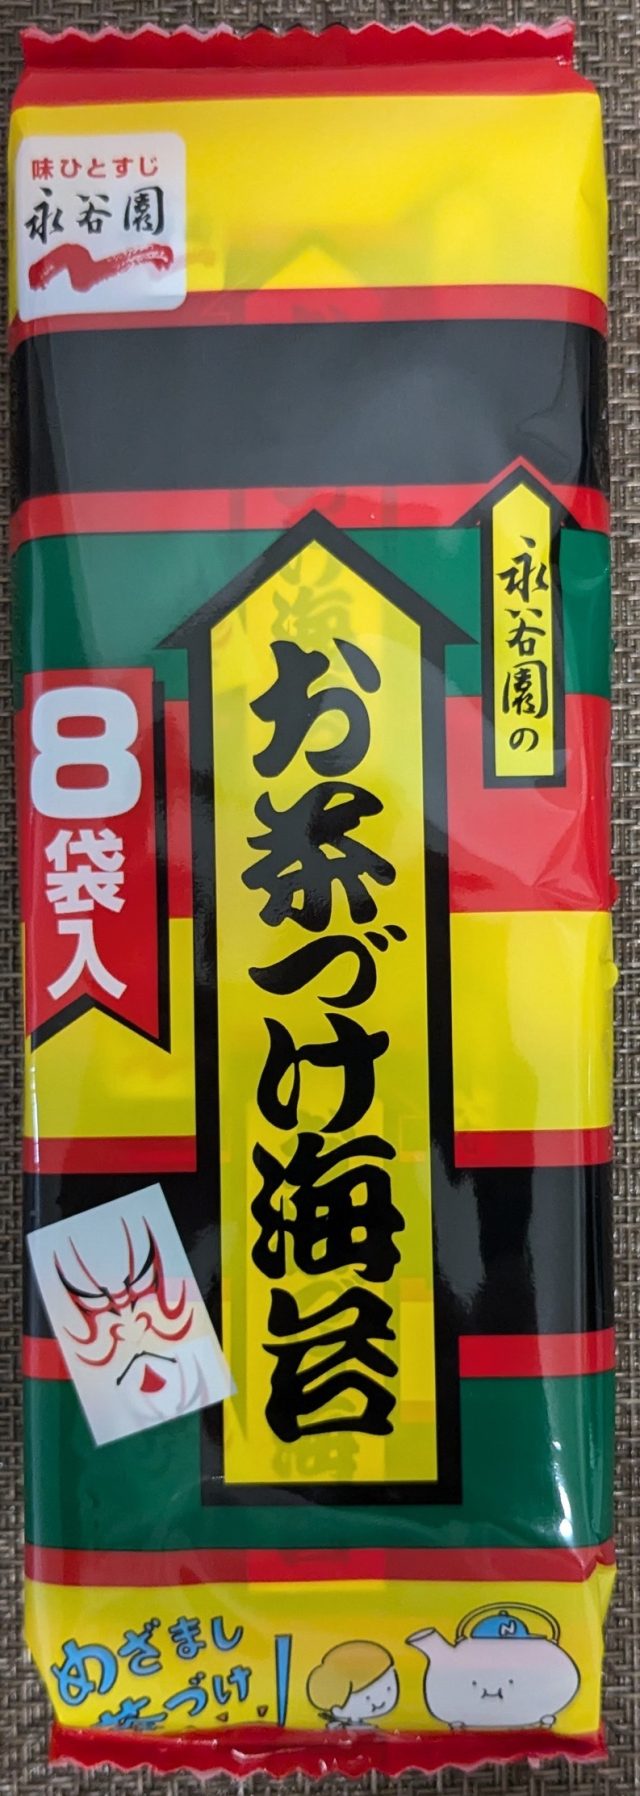 味ひとすじ
永谷園
永谷園の
お茶づけ海苔
8袋入
めざまし
茶づけ
N